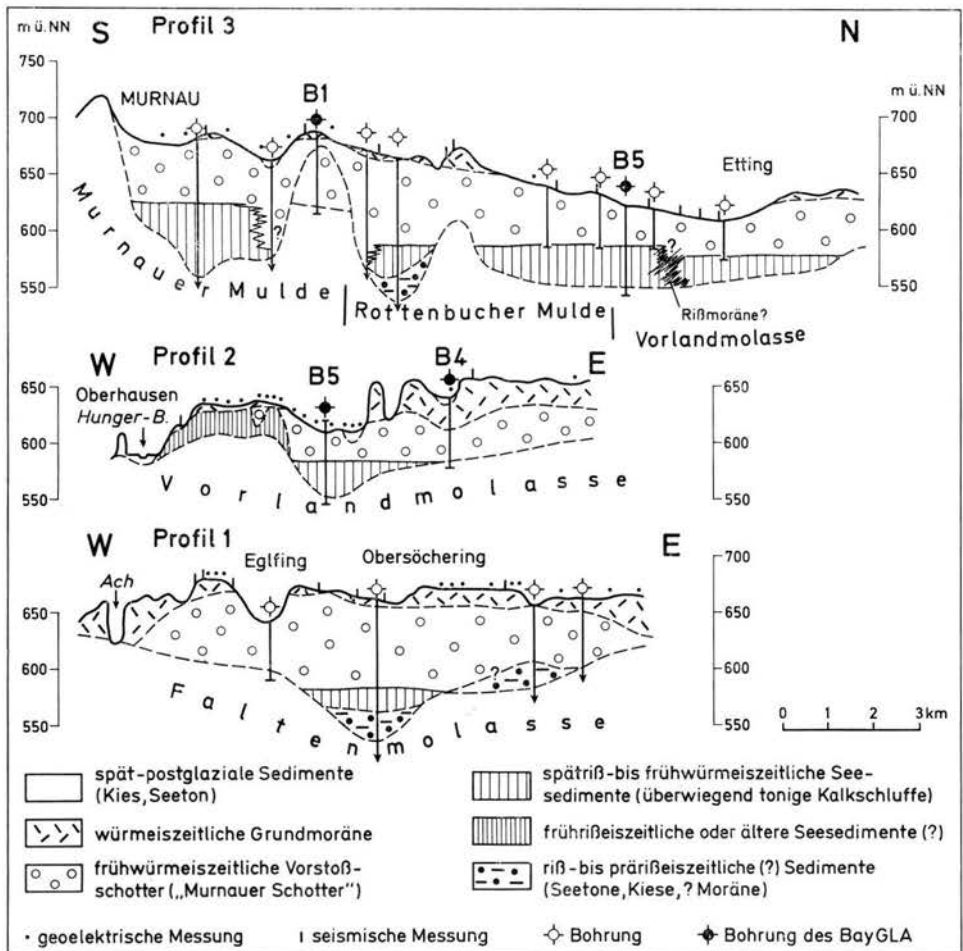 m ü.NN
S
Profil 3
N
750
700
650
600
550
MURNAU
B1
B5
Etting
m ü.NN
700
650
600
550
?
?
Murnauer Mulde
Rottenbucher Mulde
Rißmoräne?
Vorlandmolasse
W
Profil 2
E
650
600
550
Oberhausen
Hunger-B.
B5
B4
650
600
550
Vorlandmolasse
W
Profil 1
E
Ach
Eglfing
Obersöchering
700
650
600
550
?
700
650
600
550
Faltenmolasse
0 1 2 3 km
spät-postglaziale Sedimente
(Kies, Seeton)
würmeiszeitliche Grundmoräne
frühwürmeiszeitliche Vorstoß-
schotter („Murnauer Schotter")
spätriß-bis frühwürmeiszeitliche See-
sedimente (überwiegend tonige Kalkschluffe)
frührißeiszeitliche oder ältere Seesedimente (?)
riß-bis prärißeiszeitliche (?) Sedimente
(Seetone, Kiese, ? Moräne)
geoelektrische Messung
seismische Messung
Bohrung
Bohrung des BayGLA